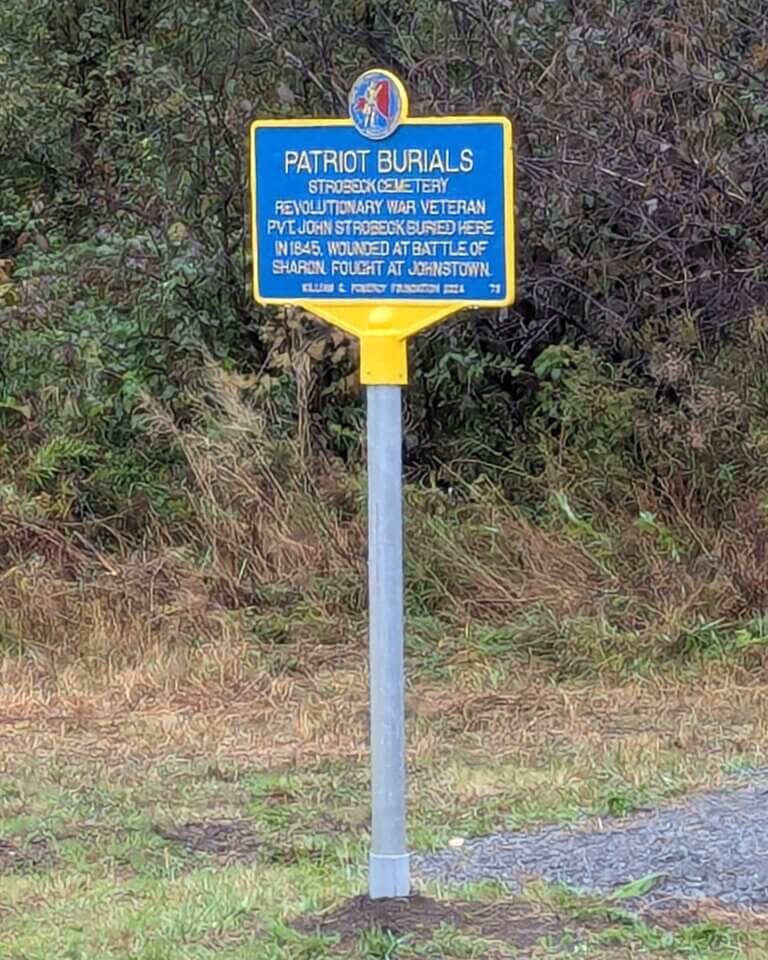 PATRIOT BURIALS
STROBECK CEMETERY
REVOLUTIONARY WAR VETERAN
PVT. JOHN STROBECK BURIED HERE
IN 1845. WOUNDED AT BATTLE OF
SHARON. FOUGHT AT JOHNSTOWN.
WILLIAM G. POMEROY FOUNDATION 2024 79